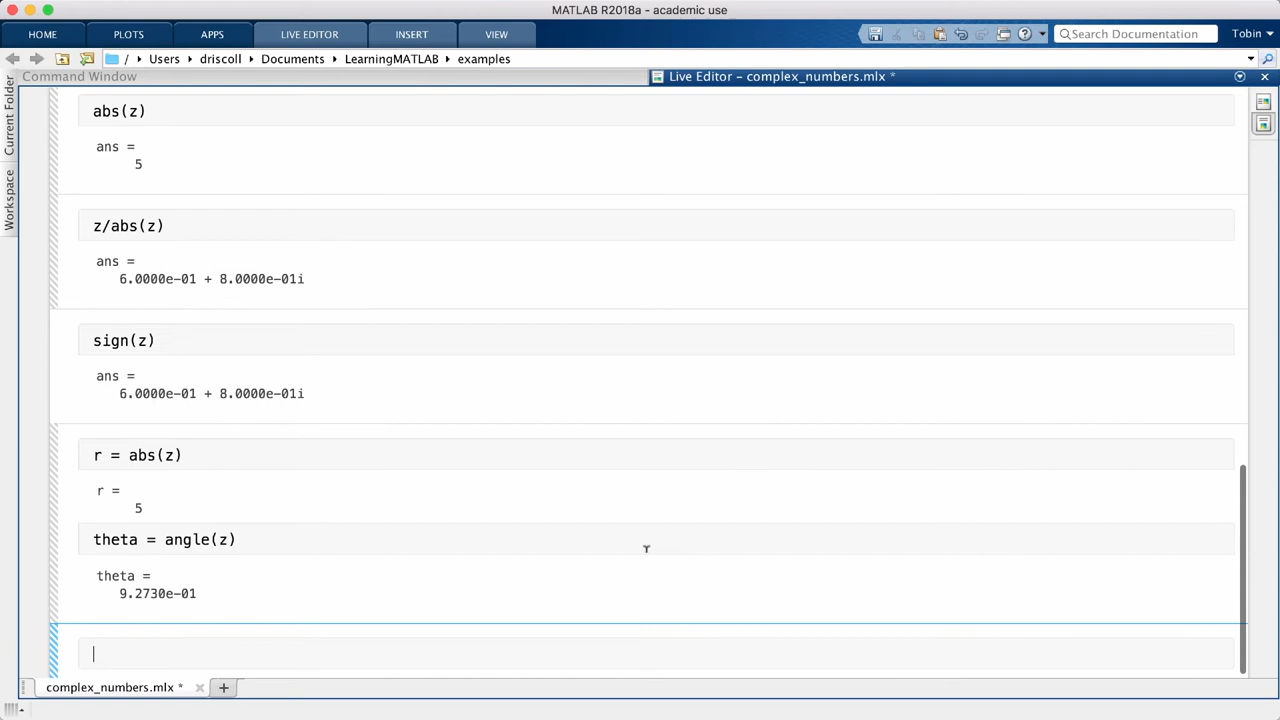 MATLAB R2018a - academic use
HOME PLOTS APPS LIVE EDITOR INSERT VIEW Search Documentation Tobin
/ Users driscoll Documents LearningMATLAB examples
Command Window Live Editor – complex_numbers.mlx *
Current Folder
Workspace
abs(z)
ans =
5
z/abs(z)
ans =
6.0000e-01 + 8.0000e-01i
sign(z)
ans =
6.0000e-01 + 8.0000e-01i
r = abs(z)
r =
5
theta = angle(z)
theta =
9.2730e-01
complex_numbers.mlx *